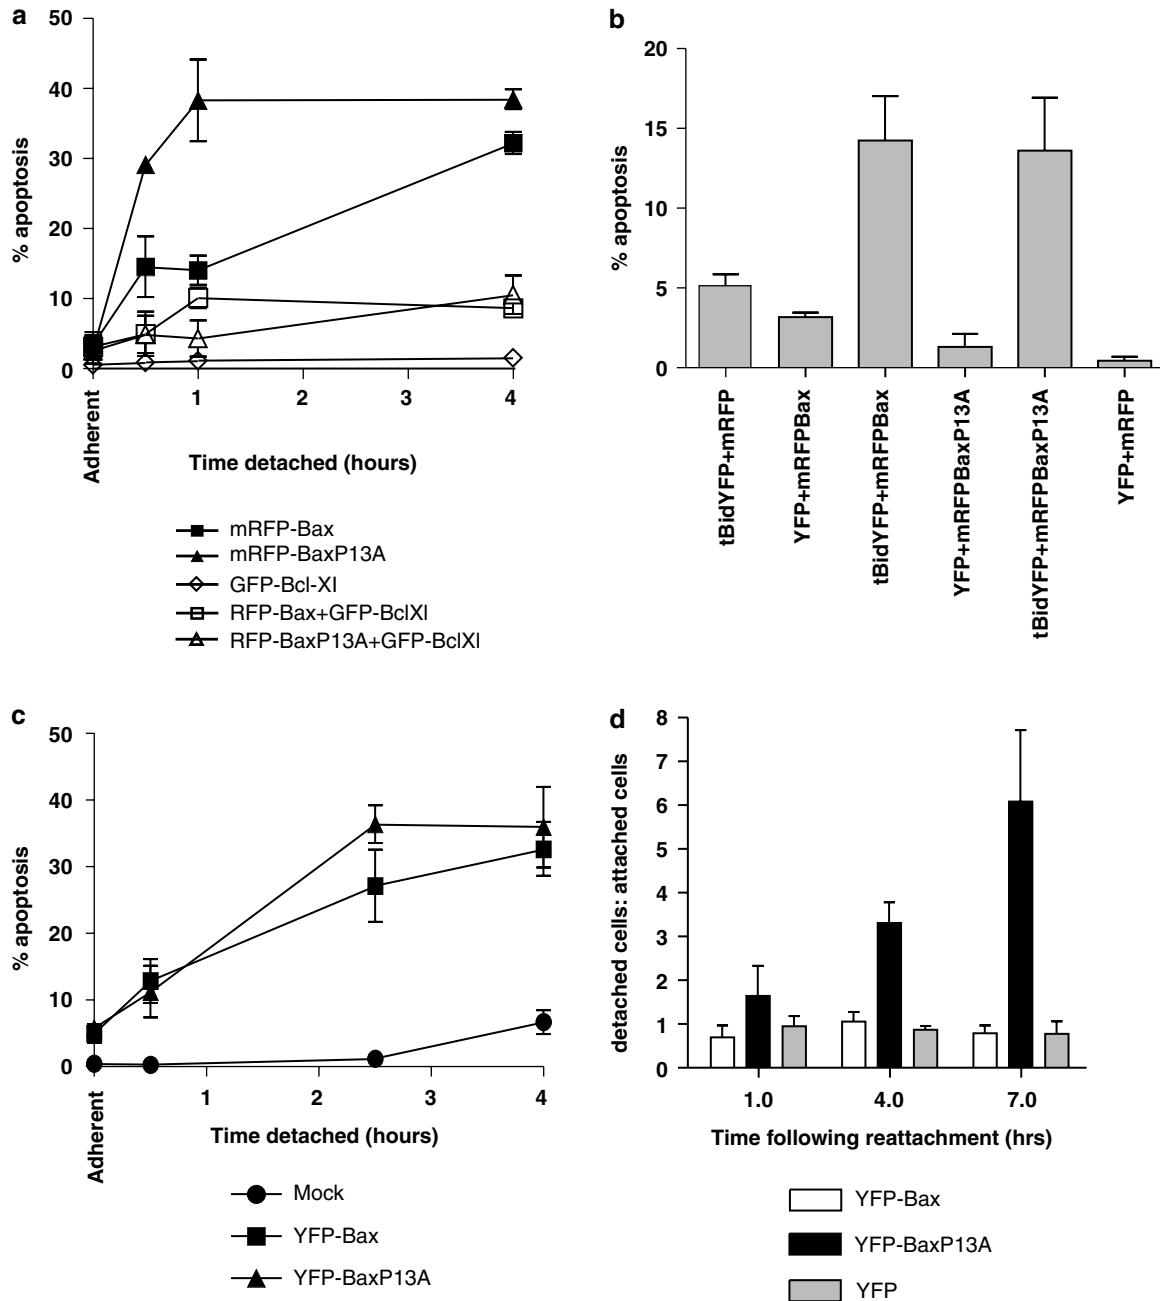 a
50
40
30
20
10
0
% apoptosis
Adherent
1
2
3
4
Time detached (hours)
mRFP-Bax
mRFP-BaxP13A
GFP-Bcl-Xl
RFP-Bax+GFP-BclXl
RFP-BaxP13A+GFP-BclXl
b
20
15
10
5
0
% apoptosis
tBidYFP+mRFP
YFP+mRFPBax
tBidYFP+mRFPBax
YFP+mRFPBaxP13A
tBidYFP+mRFPBaxP13A
YFP+mRFP
c
50
40
30
20
10
0
% apoptosis
Adherent
1
2
3
4
Time detached (hours)
Mock
YFP-Bax
YFP-BaxP13A
d
8
7
6
5
4
3
2
1
0
detached cells: attached cells
1.0
4.0
7.0
Time following reattachment (hrs)
YFP-Bax
YFP-BaxP13A
YFP